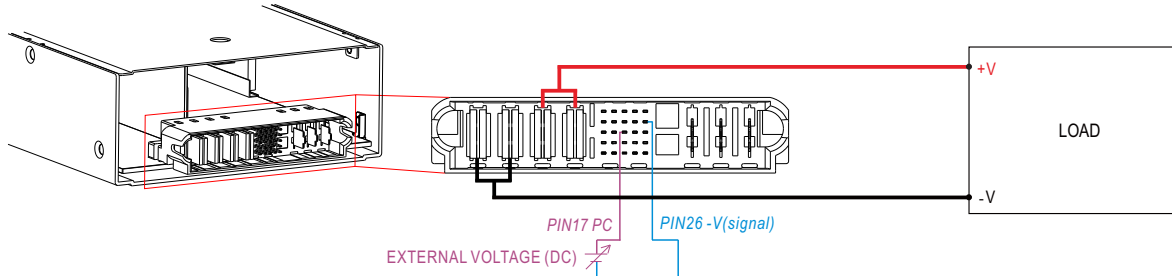 +V
LOAD
-V
PIN17 PC
PIN26 -V(signal)
EXTERNAL VOLTAGE (DC)